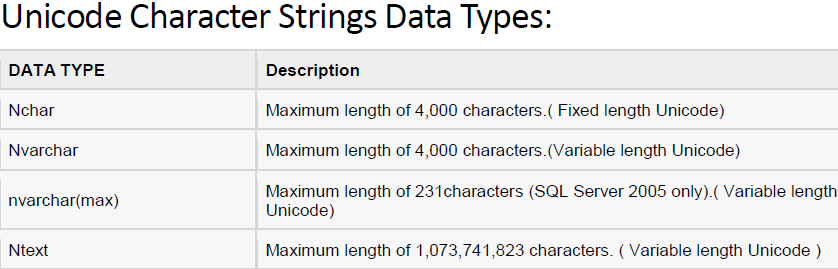 Unicode Character Strings Data Types:
DATA TYPE Description
Nchar Maximum length of 4,000 characters.( Fixed length Unicode)
Nvarchar Maximum length of 4,000 characters.(Variable length Unicode)
nvarchar(max) Maximum length of 231characters (SQL Server 2005 only).( Variable length
Unicode)
Ntext Maximum length of 1,073,741,823 characters. ( Variable length Unicode )